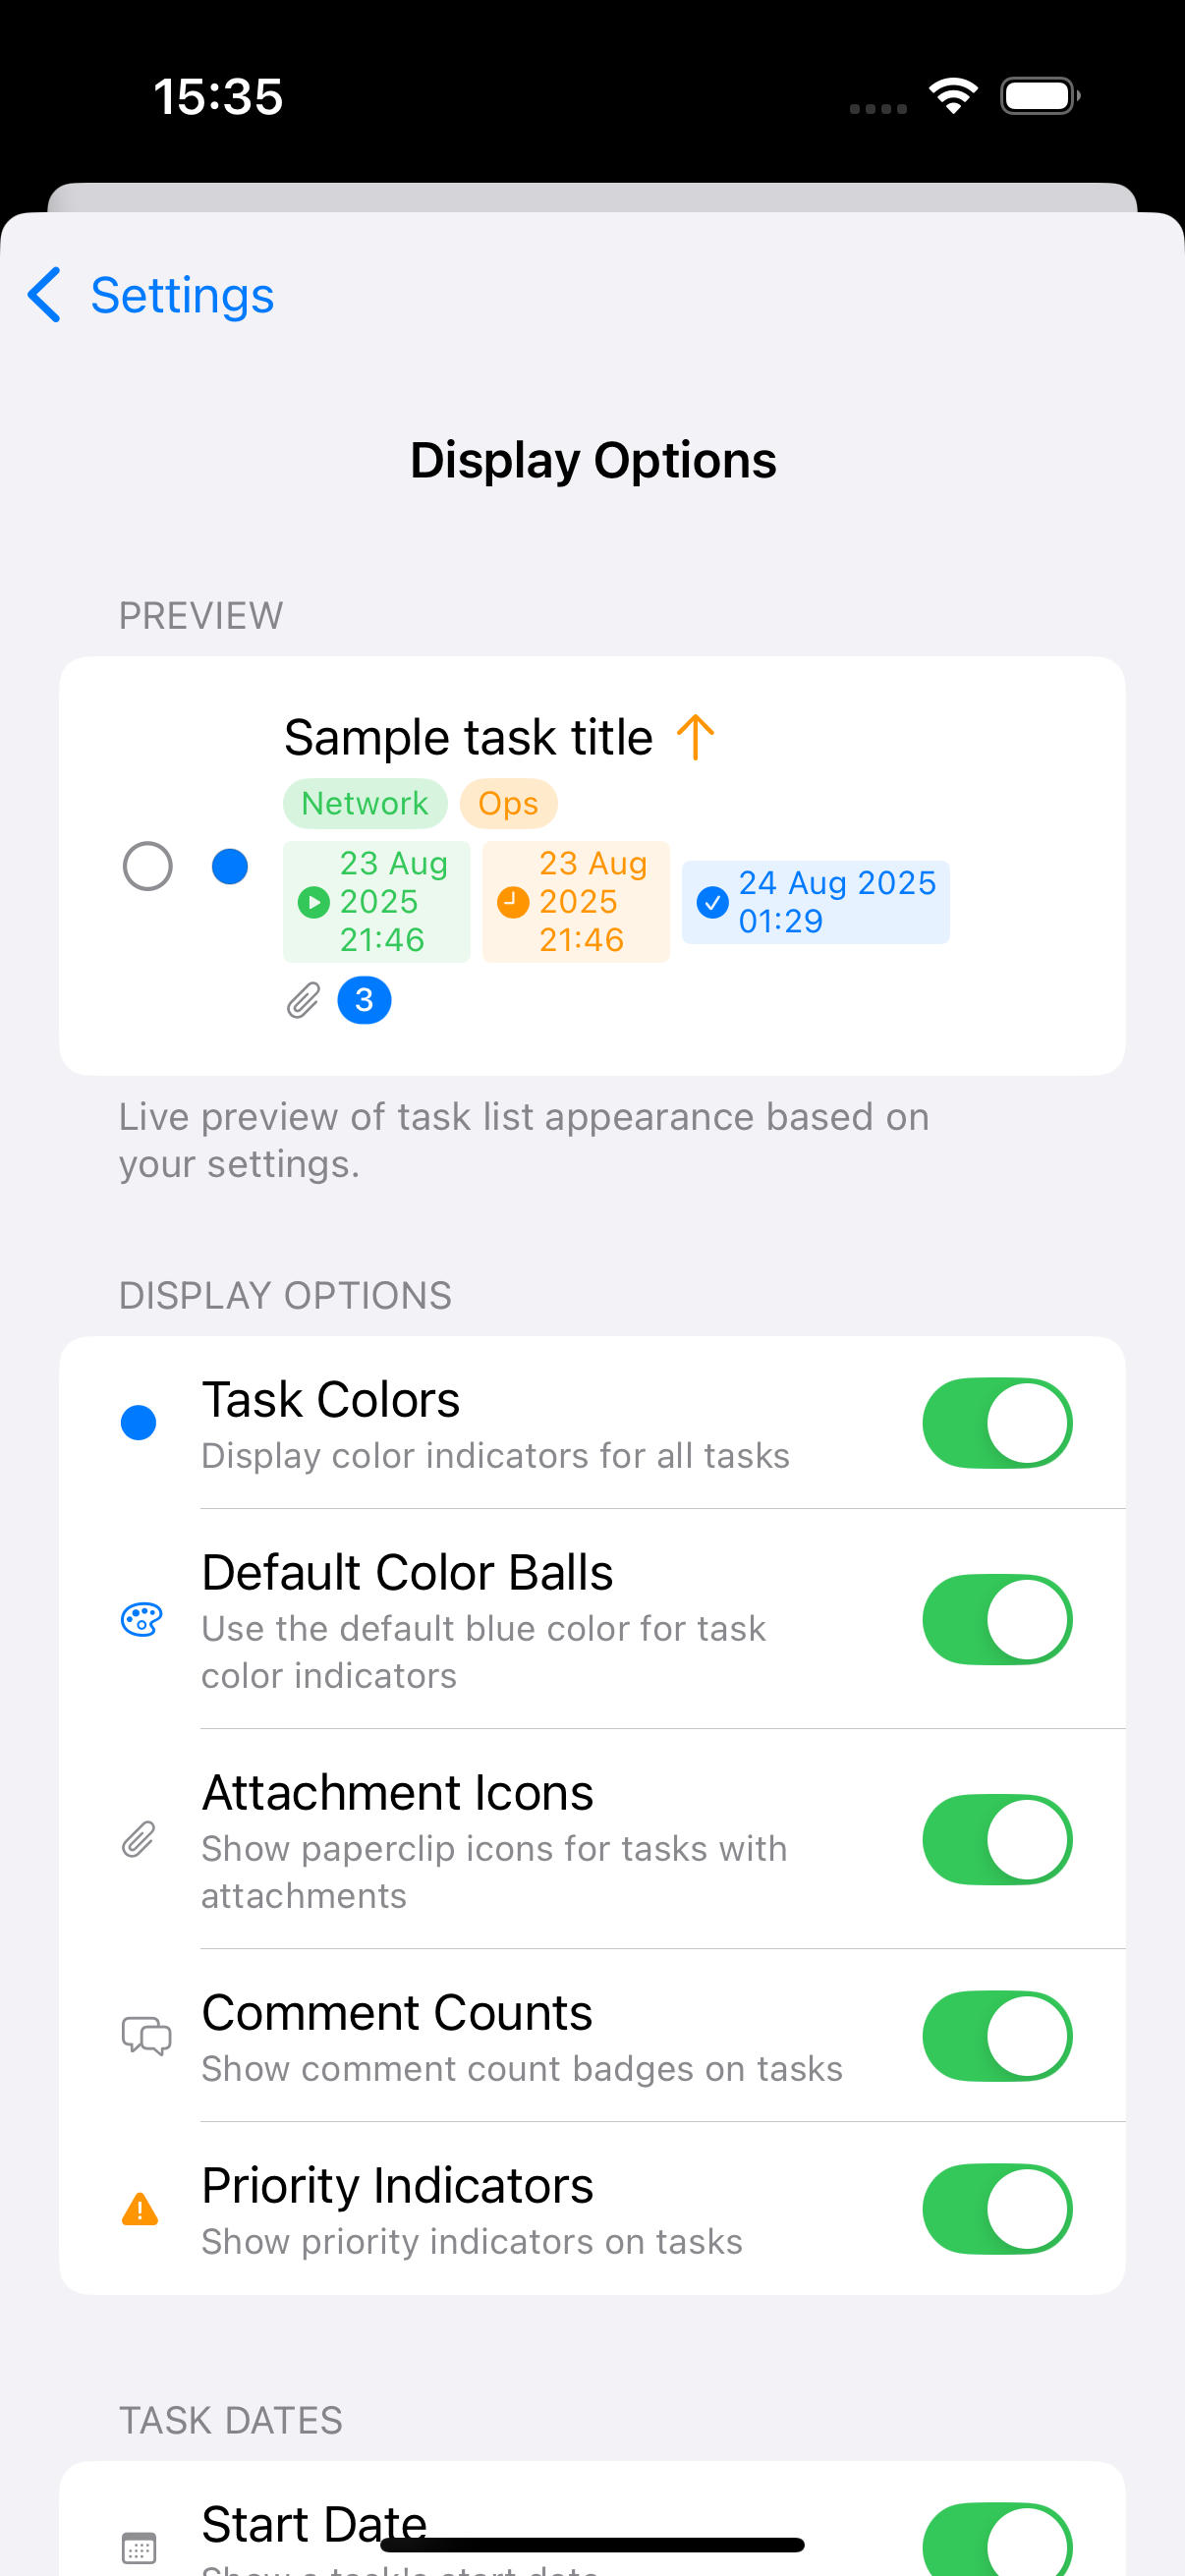 15:35
Settings
Display Options
PREVIEW
Sample task title
Network Ops
23 Aug
2025
21:46
23 Aug
2025
21:46
24 Aug 2025
01:29
3
Live preview of task list appearance based on
your settings.
DISPLAY OPTIONS
Task Colors
Display color indicators for all tasks
Default Color Balls
Use the default blue color for task
color indicators
Attachment Icons
Show paperclip icons for tasks with
attachments
Comment Counts
Show comment count badges on tasks
Priority Indicators
Show priority indicators on tasks
TASK DATES
Start Date
Show a task's start date